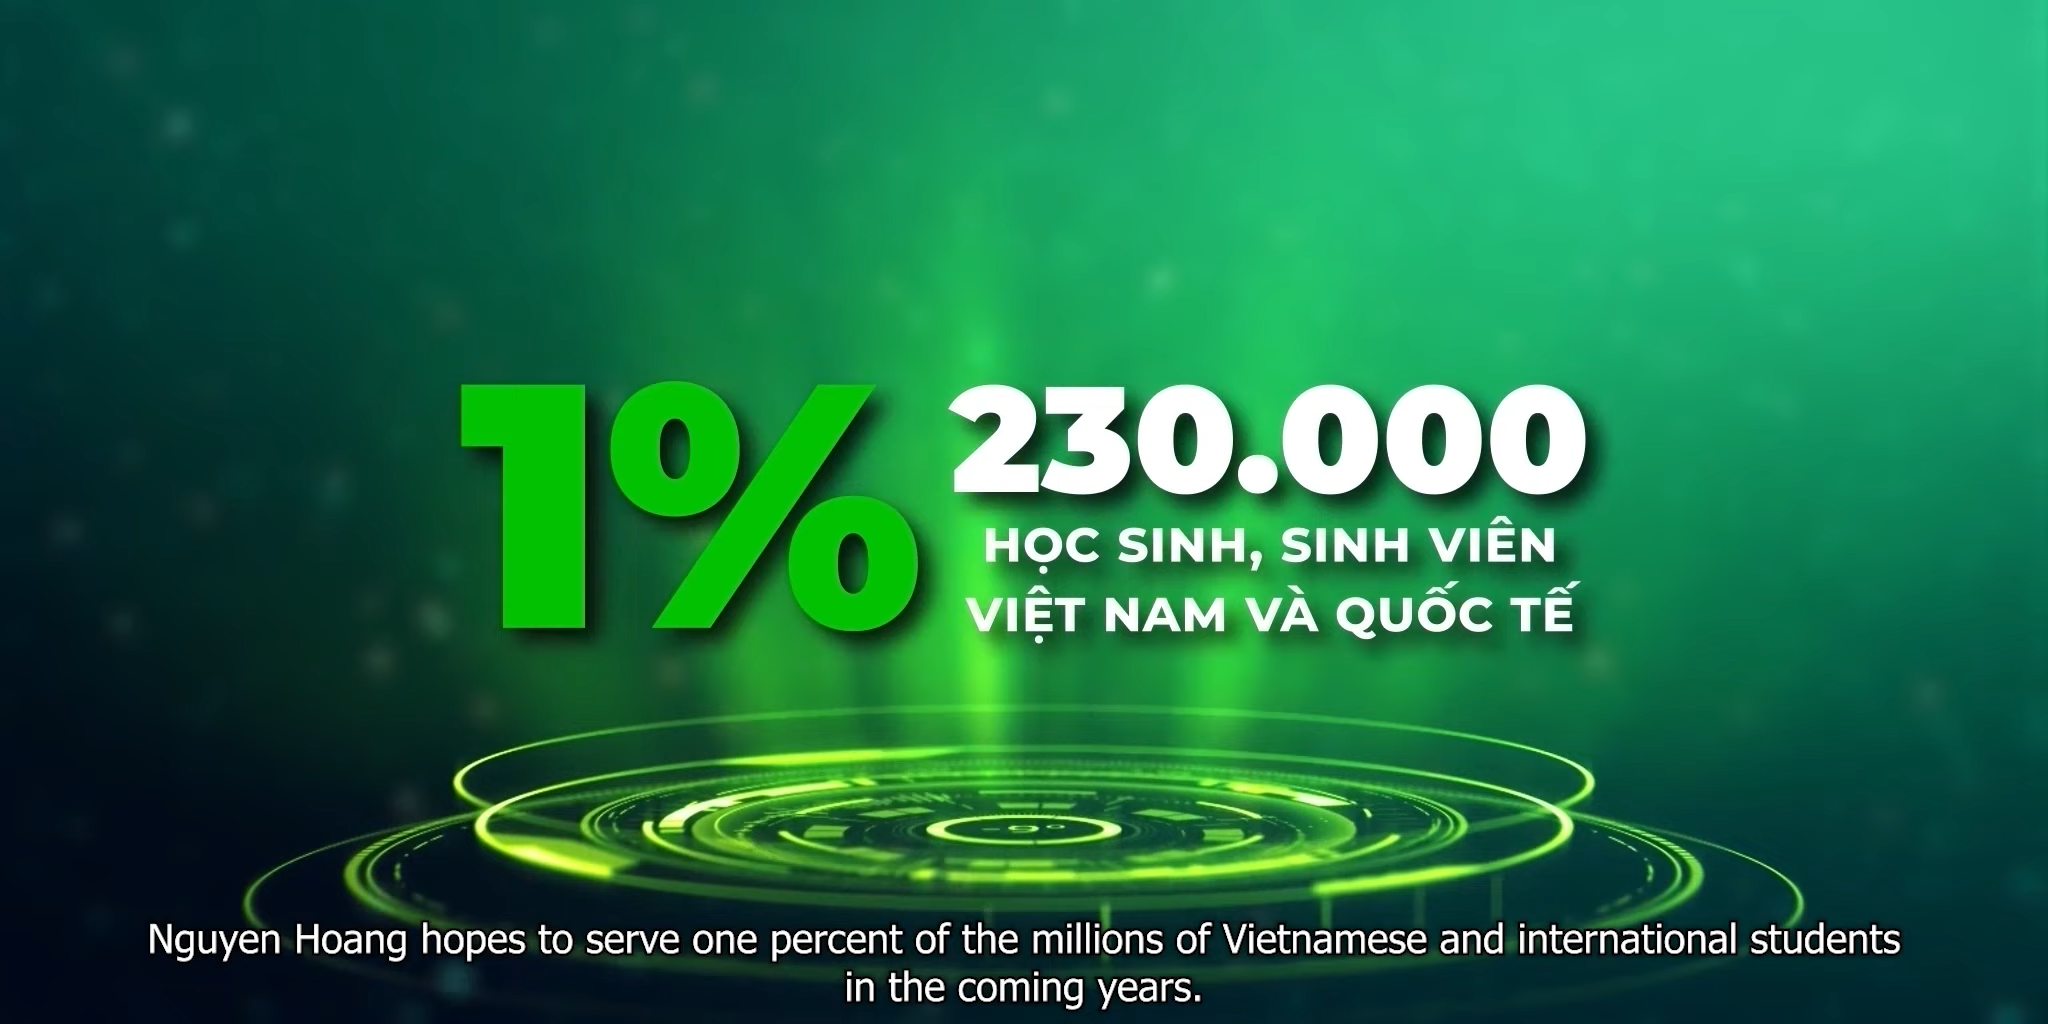 1%
230.000
HỌC SINH, SINH VIÊN
VIỆT NAM VÀ QUỐC TẾ
Nguyen Hoang hopes to serve one percent of the millions of Vietnamese and international students
in the coming years.